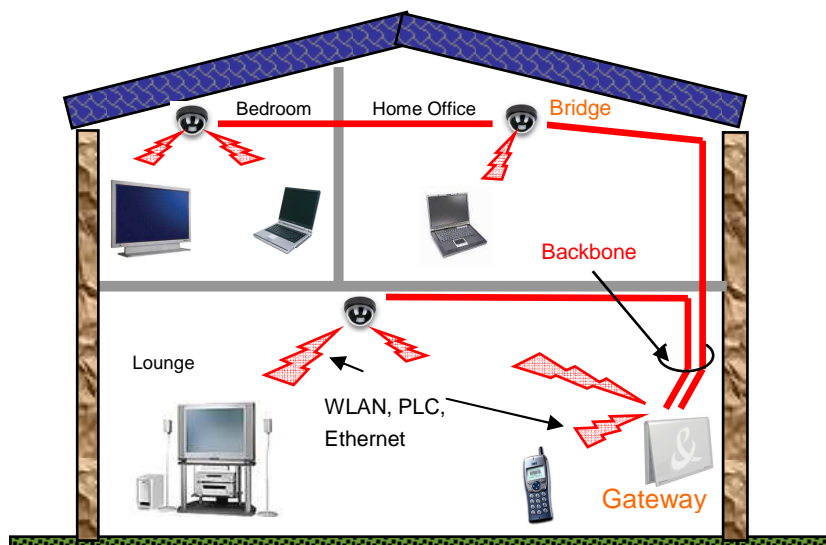 Bedroom
Home Office
Bridge
Backbone
Lounge
WLAN, PLC,
Ethernet
&
Gateway